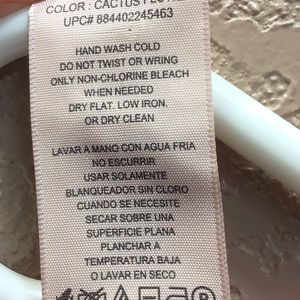 COLOR: CACTUS
UPC# 884402245463
HAND WASH COLD
DO NOT TWIST OR WRING
ONLY NON-CHLORINE BLEACH
WHEN NEEDED
DRY FLAT. LOW IRON.
OR DRY CLEAN
LAVAR A MANO CON AGUA FRIA
NO ESCURRIR
USAR SOLAMENTE
BLANQUEADOR SIN CLORO
CUANDO SE NECESITE
SECAR SOBRE UNA
SUPERFICIE PLANA
PLANCHAR A
TEMPERATURA BAJA
O LAVAR EN SECO